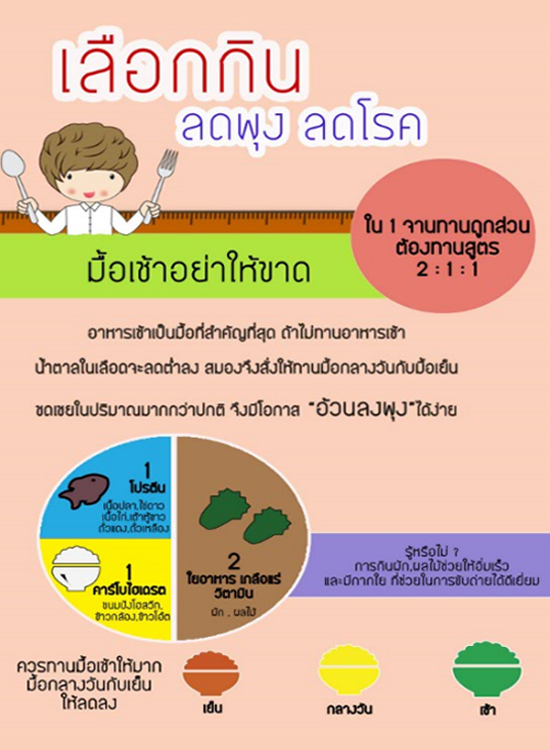 เลือกกิน
ลดพุง ลดโรค
ใน 1 จานทานถูกส่วน
ต้องทานสูตร
2 : 1 : 1
มื้อเช้าอย่าให้ขาด
อาหารเช้าเป็นมื้อที่สำคัญที่สุด ถ้าไม่ทานอาหารเช้า
น้ำตาลในเลือดจะลดต่ำลง สมองจึงสั่งให้ทานมื้อกลางวันกับมื้อเย็น
ชดเชยในปริมาณมากกว่าปกติ จึงมีโอกาส "อ้วนลงพุง"ได้ง่าย
1
โปรตีน
เนื้อปลา,ไข่ดาว
เนื้อไก่,เต้าหู้ขาว
ถั่วแดง,ถั่วเหลือง
1
คาร์โบไฮเดรต
ขนมปังโฮลวีท,
ข้าวกล้อง,ข้าวโอ๊ต
2
ใยอาหาร เกลือแร่
วิตามิน
ผัก , ผลไม้
รู้หรือไม่ ?
การกินผัก,ผลไม้ช่วยให้อิ่มเร็ว
และมีกากใย ที่ช่วยในการขับถ่ายได้ดีเยี่ยม
ควรทานมื้อเช้าให้มาก
มื้อกลางวันกับเย็น
ให้ลดลง
เย็น
กลางวัน
เช้า